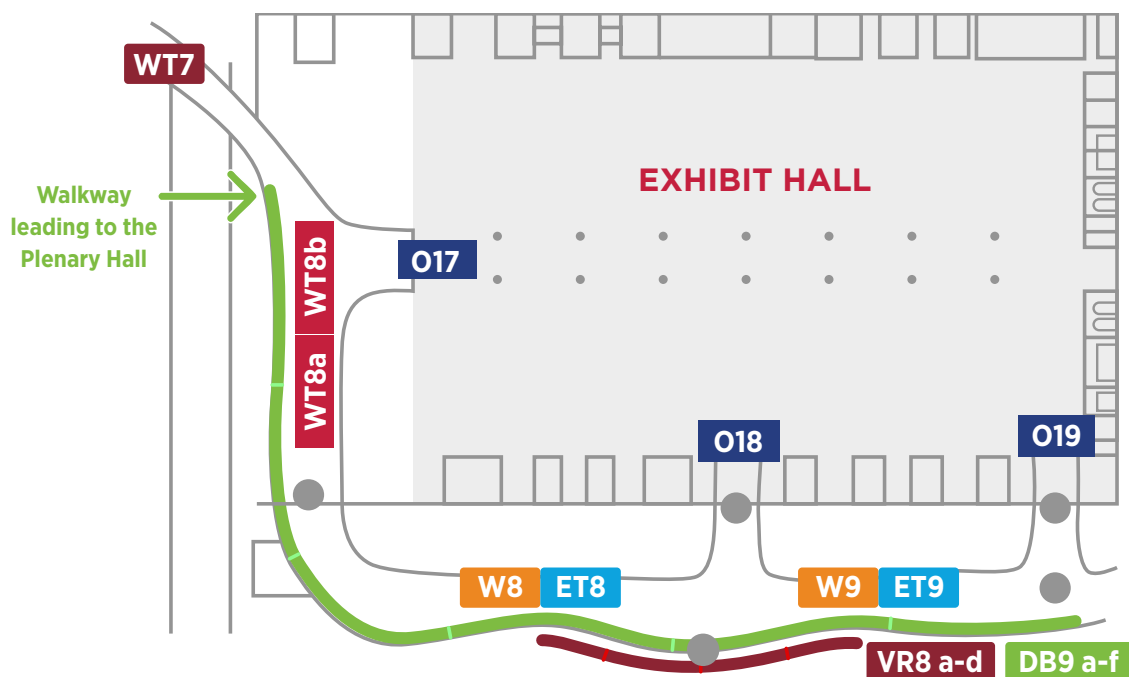 WT7
EXHIBIT HALL
Walkway
leading to the
Plenary Hall
WT8b
O17
WT8a
O18
O19
W8 ET8
W9 ET9
VR8 a-d
DB9 a-f